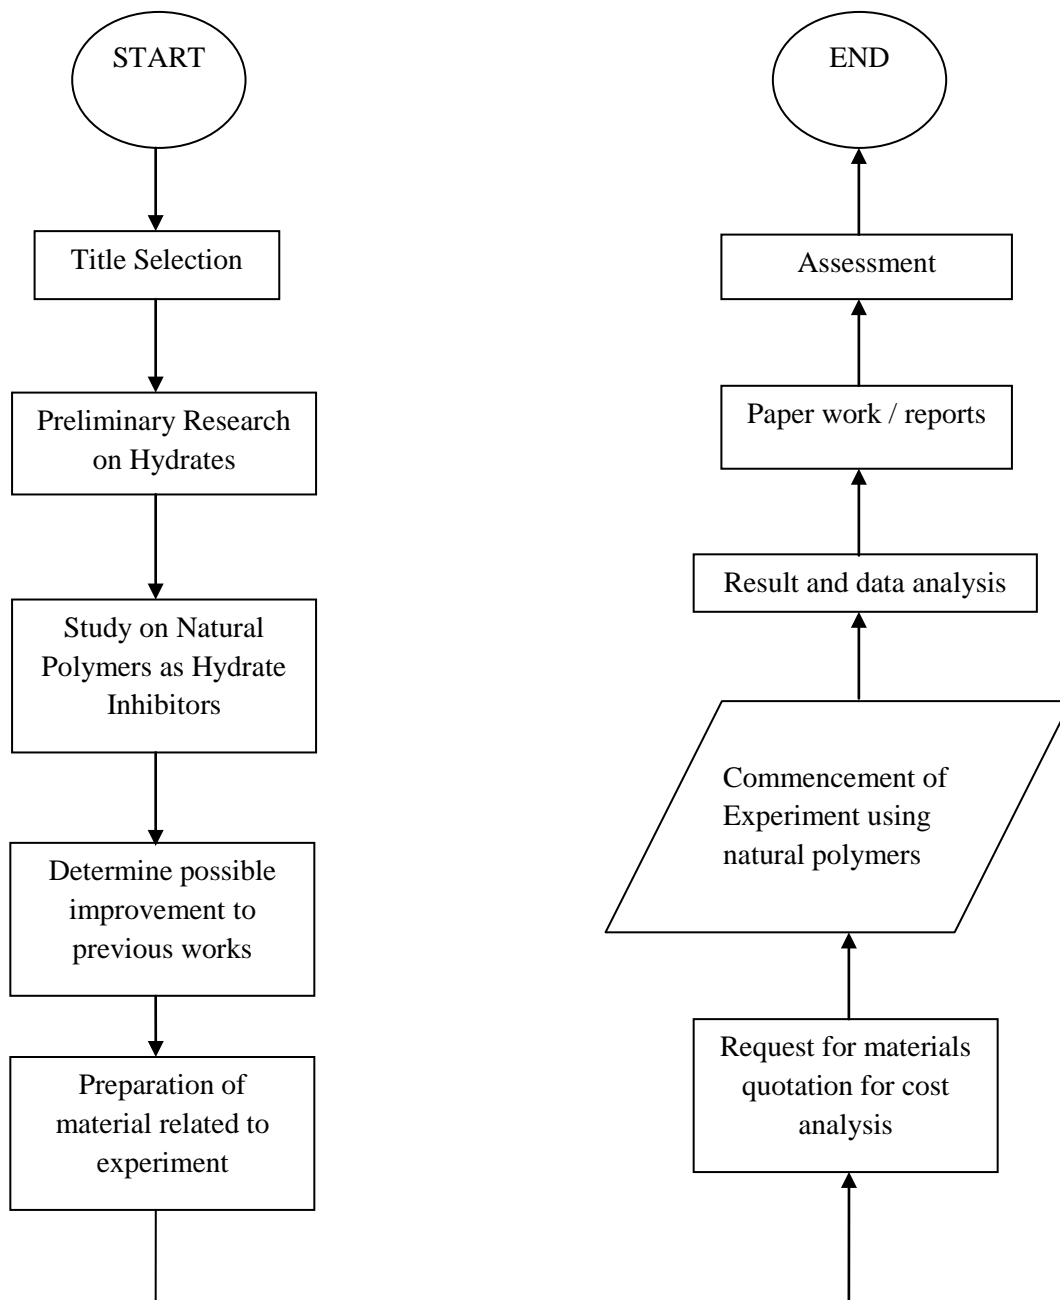 START
Title Selection
Preliminary Research
on Hydrates
Study on Natural
Polymers as Hydrate
Inhibitors
Determine possible
improvement to
previous works
Preparation of
material related to
experiment
Request for materials
quotation for cost
analysis
Commencement of
Experiment using
natural polymers
Result and data analysis
Paper work / reports
Assessment
END